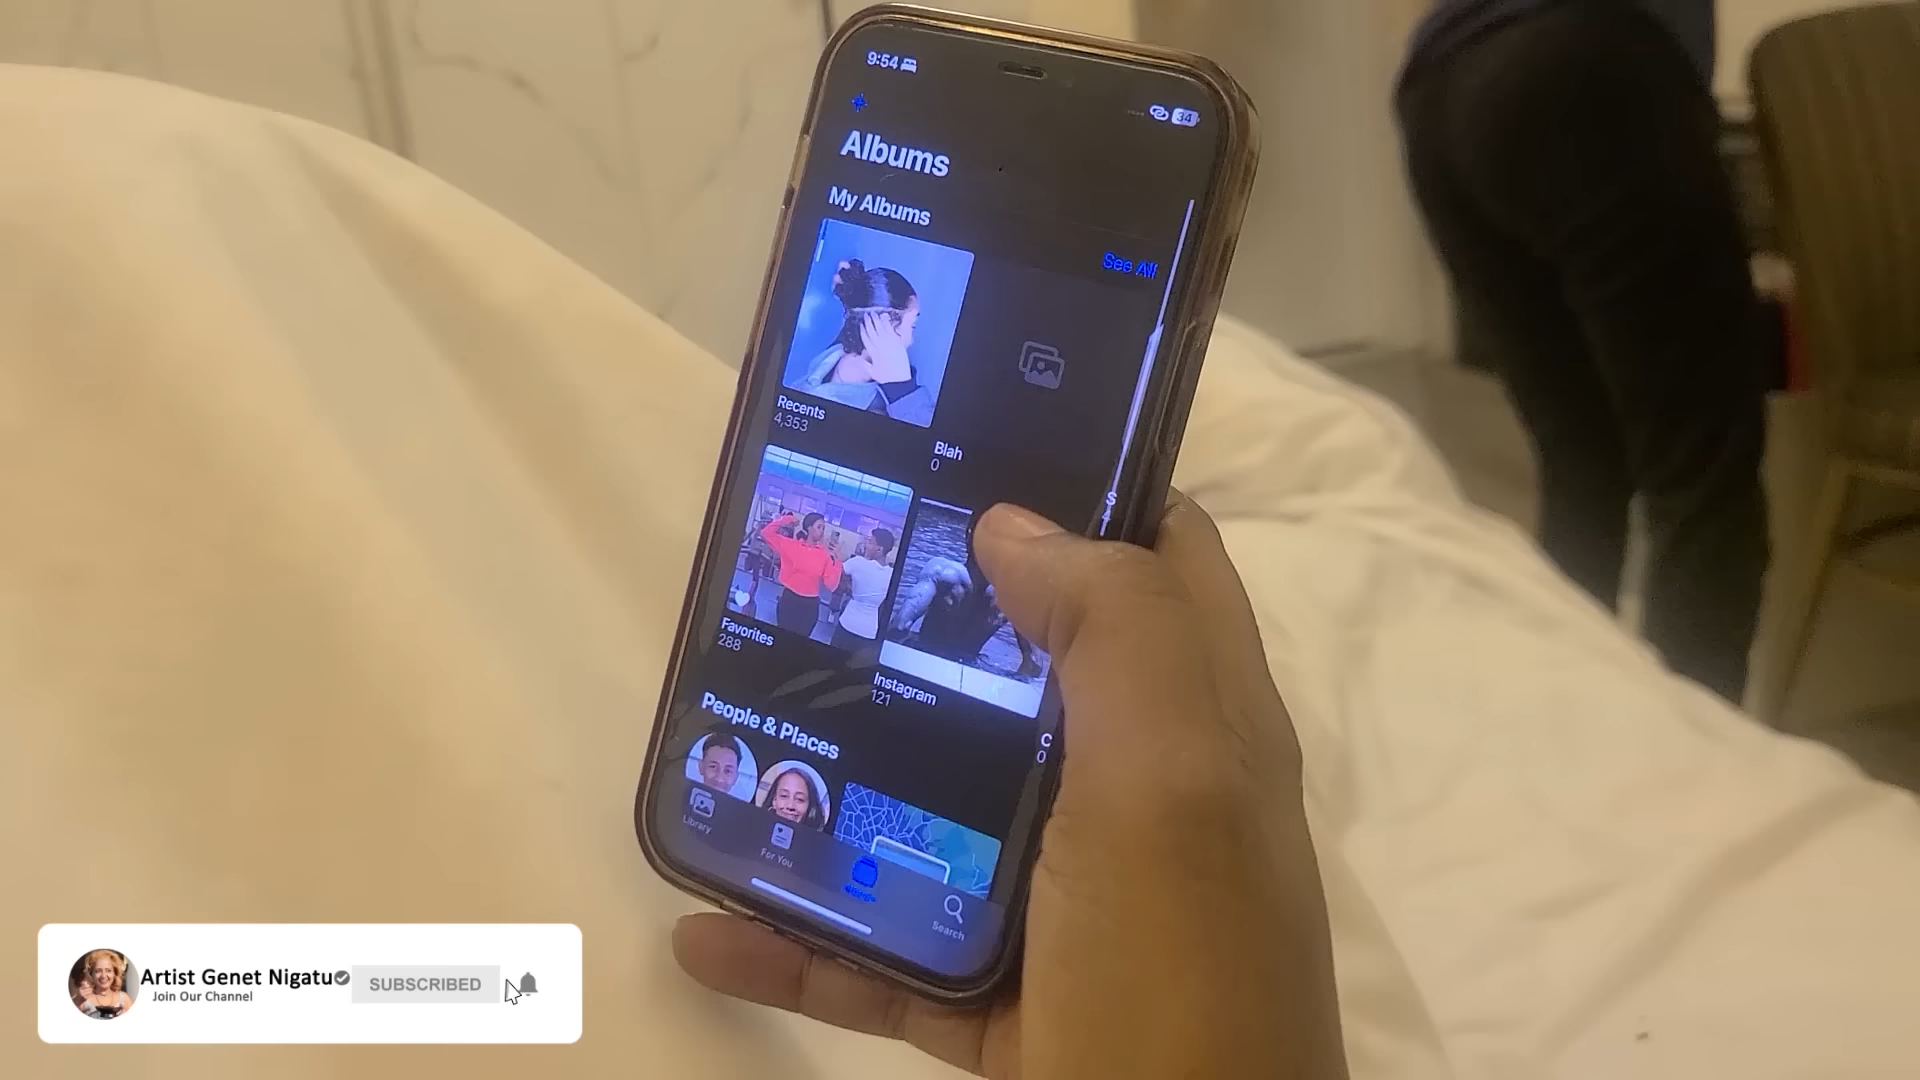 9:54
34
Albums
My Albums
See All
Recents
4,353
Blah
0
Favorites
288
Instagram
121
C
0
People & Places
Library
For You
Search
Artist Genet Nigatu
Join Our Channel
SUBSCRIBED